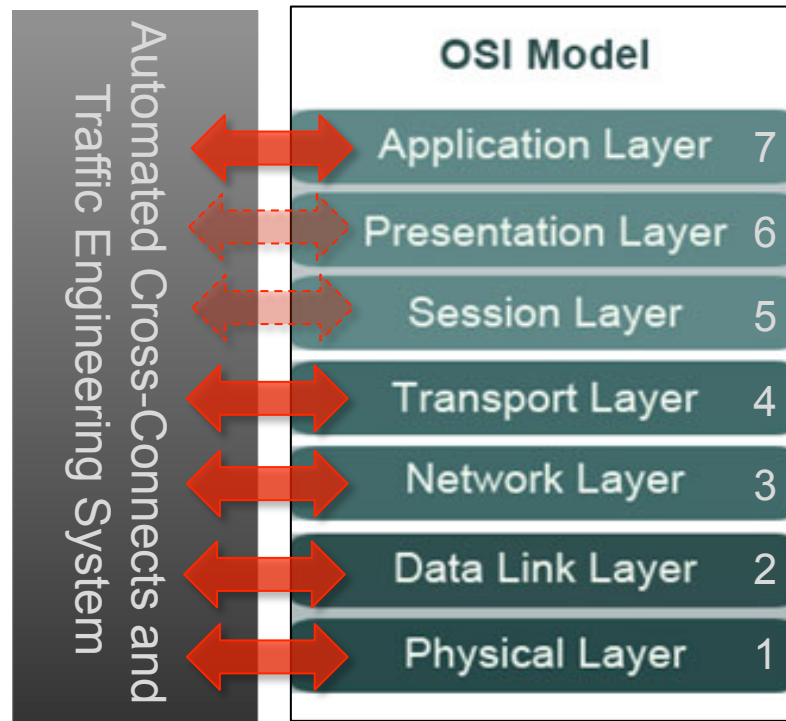 Automated Cross-Connects and
Traffic Engineering System
OSI Model
Application Layer 7
Presentation Layer 6
Session Layer 5
Transport Layer 4
Network Layer 3
Data Link Layer 2
Physical Layer 1